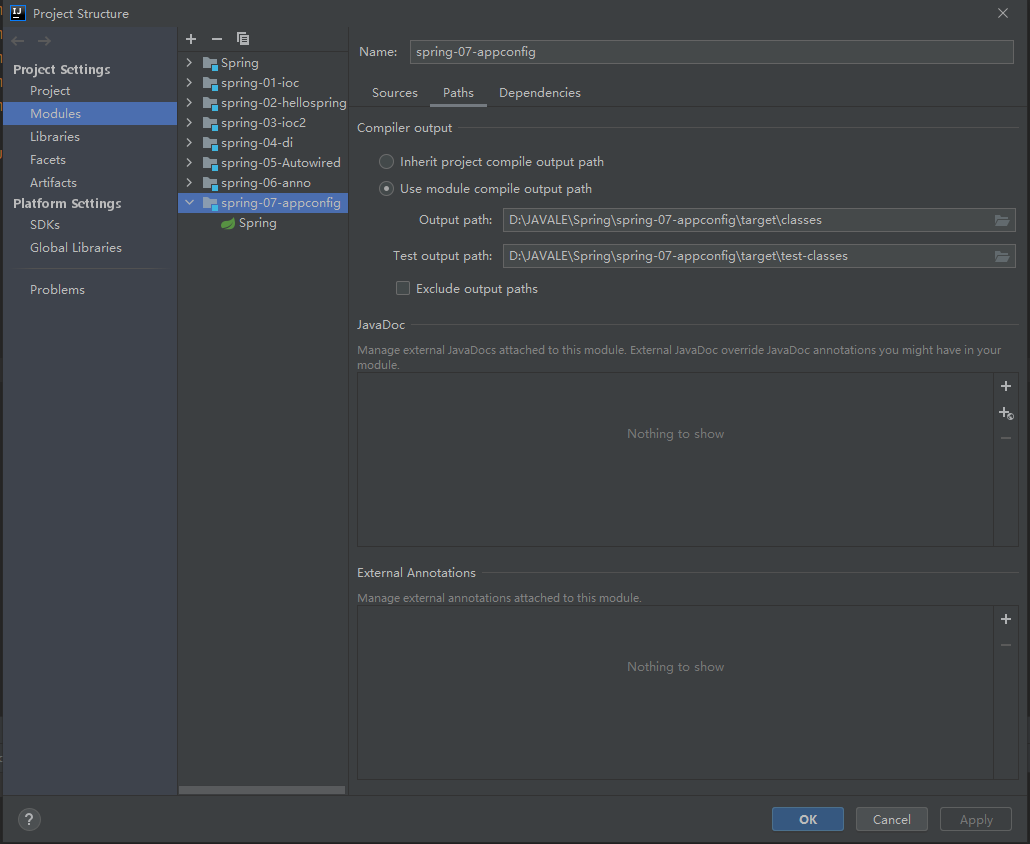 Project Structure
Project Settings
Project
Modules
Libraries
Facets
Artifacts
Platform Settings
SDKs
Global Libraries
Problems
Spring
spring-01-ioc
spring-02-hellospring
spring-03-ioc2
spring-04-di
spring-05-Autowired
spring-06-anno
spring-07-appconfig
Spring
Name: spring-07-appconfig
Sources Paths Dependencies
Compiler output
Inherit project compile output path
Use module compile output path
Output path: D:\JAVALE\Spring\spring-07-appconfig\target\classes
Test output path: D:\JAVALE\Spring\spring-07-appconfig\target\test-classes
Exclude output paths
JavaDoc
Manage external JavaDocs attached to this module. External JavaDoc override JavaDoc annotations you might have in your
module.
Nothing to show
External Annotations
Manage external annotations attached to this module.
Nothing to show
? OK Cancel Apply